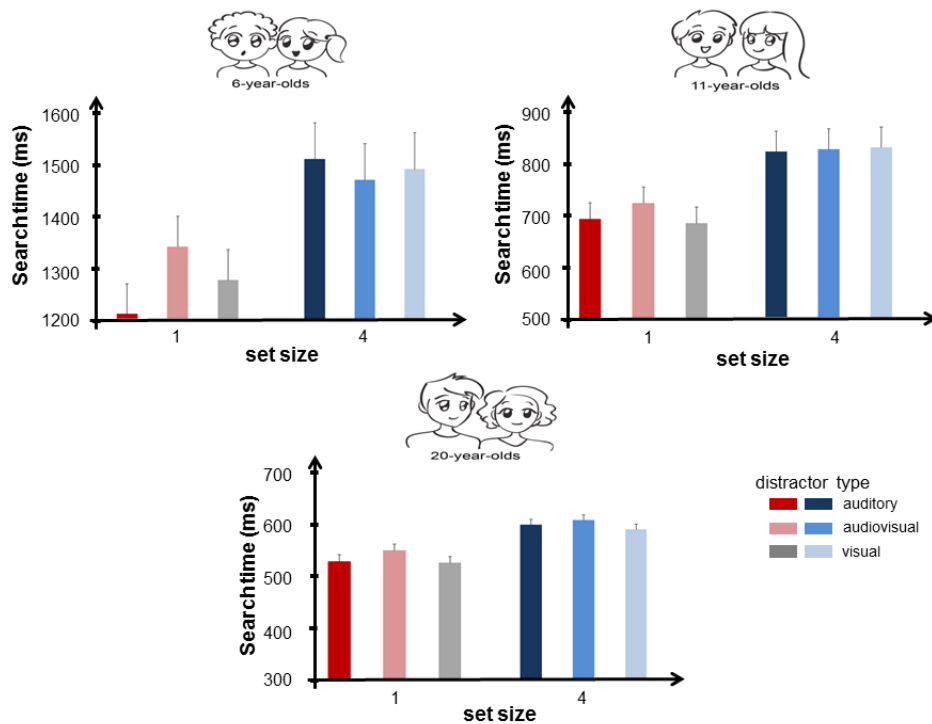 6-year-olds
Searchtime (ms)
1600
1500
1400
1300
1200
1
4
set size
11-year-olds
Searchtime (ms)
900
800
700
600
500
1
4
set size
20-year-olds
Searchtime (ms)
700
600
500
400
300
1
4
set size
distractor type
auditory
audiovisual
visual